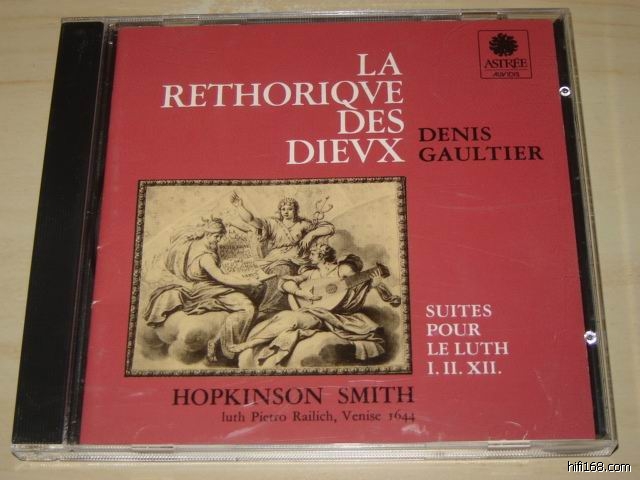 LA
RETHORIQVE
DES
DIEVX
DENIS
GAULTIER
ASTRÉE
AUVIDIS
SUITES
POUR
LE LUTH
I. II. XII.
HOPKINSON SMITH
luth Pietro Railich, Venise 1644
hifi168.com